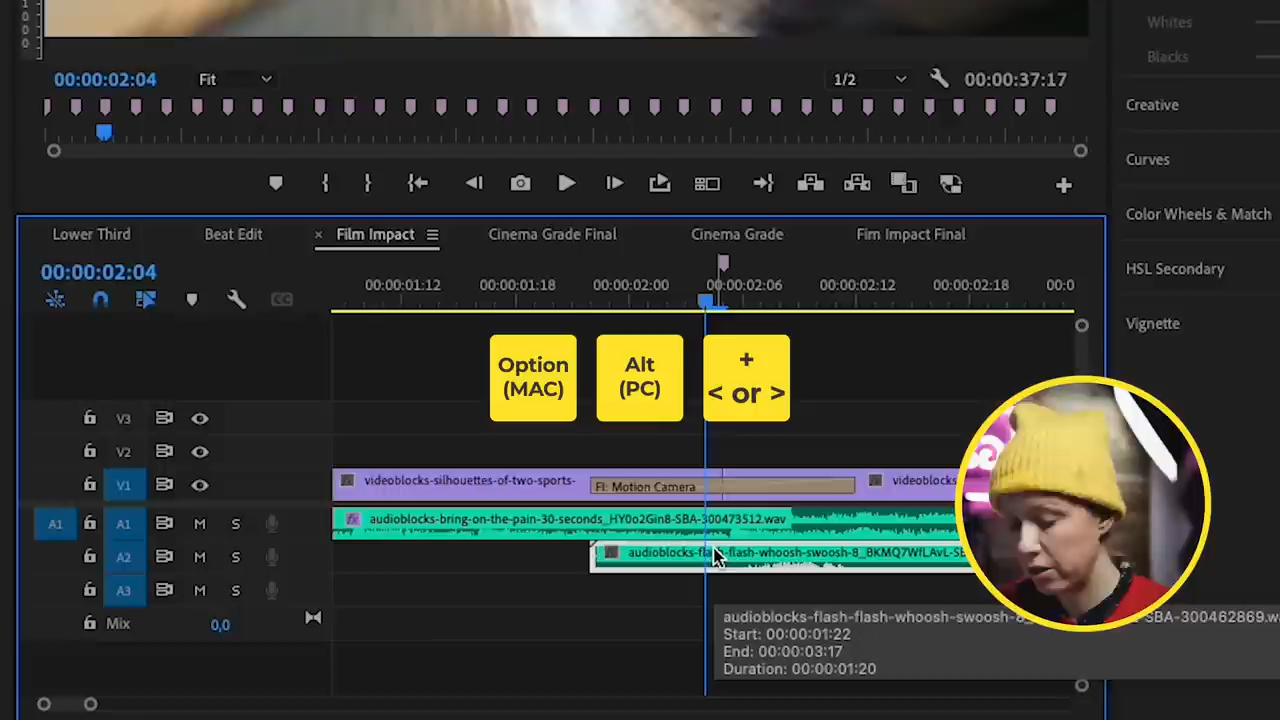 Whites
Blacks
00:00:02:04
Fit
1/2
00:00:37:17
Creative
Curves
Color Wheels & Match
HSL Secondary
Vignette
Lower Third
Beat Edit
× Film Impact
Cinema Grade Final
Cinema Grade
Fim Impact Final
00:00:02:04
00:00:01:12
00:00:01:18
00:00:02:00
00:00:02:06
00:00:02:12
00:00:02:18
00:0
CC
Option
(MAC)
Alt
(PC)
+
< or >
V3
V2
V1
videoblocks-silhouettes-of-two-sports-
FI: Motion Camera
videoblocks
A1
A1
M
S
audioblocks-bring-on-the-pain-30-seconds_HY0o2Gin8-SBA-300473512.wav
A2
M
S
A3
M
S
Mix
0,0
audioblocks-flash-flash-whoosh-swoosh-8
Start: 00:00:01:22
End: 00:00:03:17
Duration: 00:00:01:20